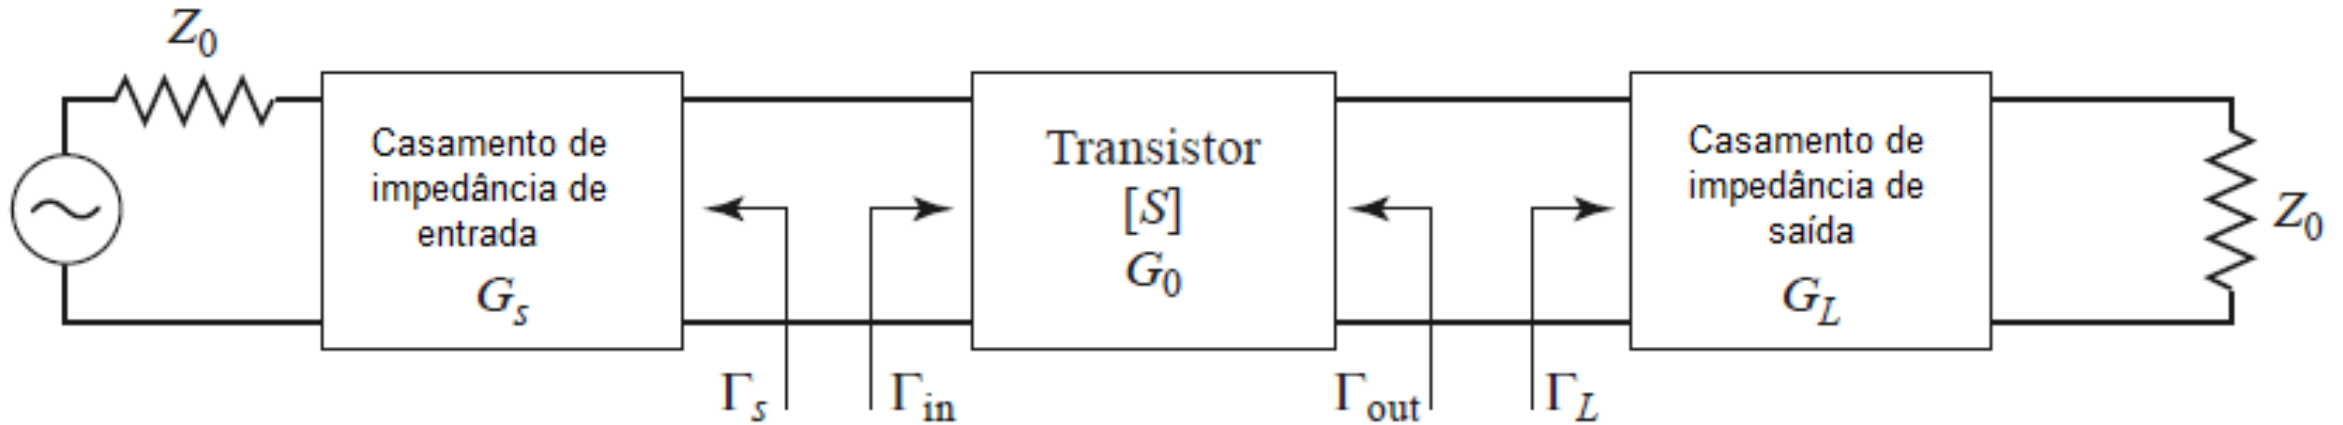 Z₀
Casamento de
impedância de
entrada
Gₛ
Γₛ
Γin
Transistor
[S]
G₀
Γout
ΓL
Casamento de
impedância de
saída
GL
Z₀